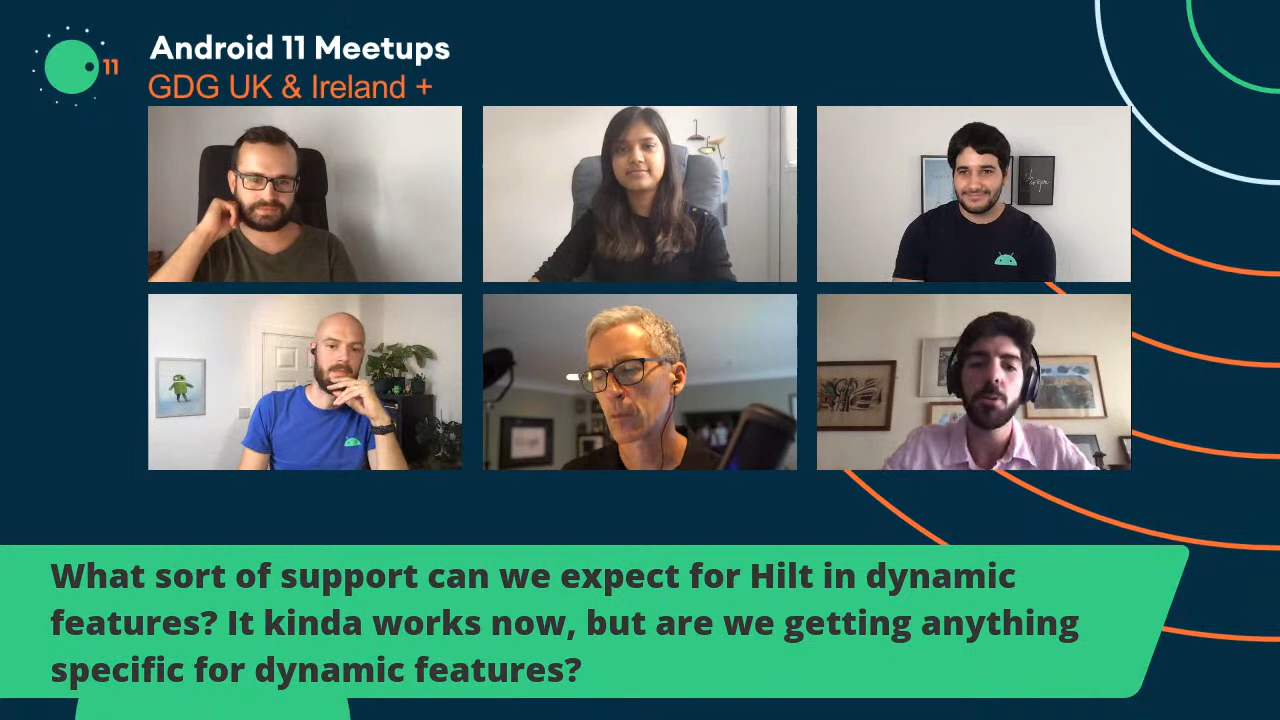 11
Android 11 Meetups
GDG UK & Ireland +
What sort of support can we expect for Hilt in dynamic
features? It kinda works now, but are we getting anything
specific for dynamic features?